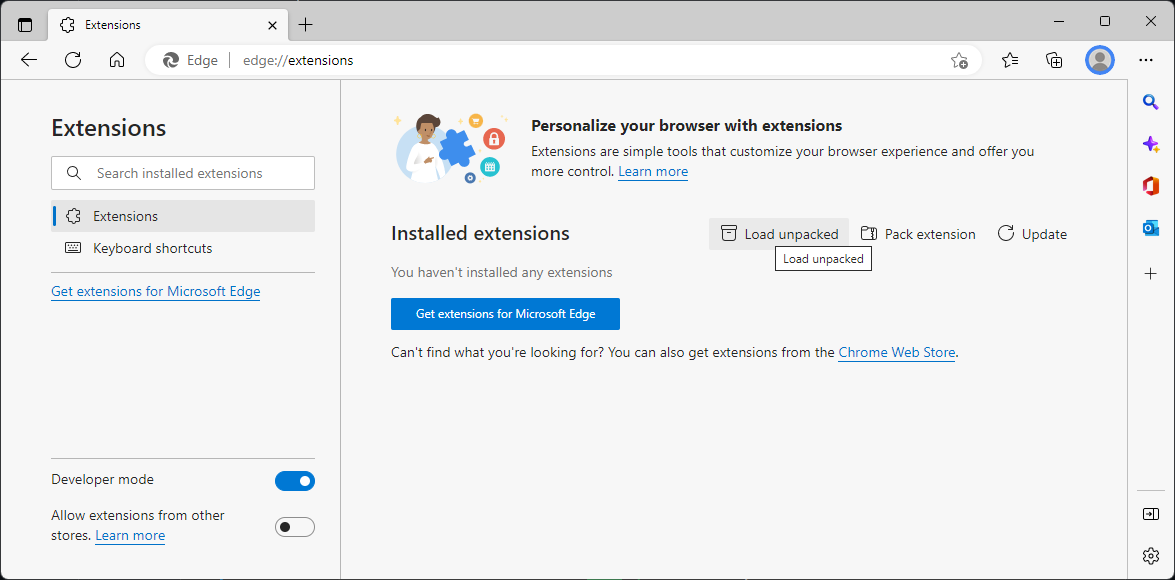 Extensions
Edge
edge://extensions
Extensions
Search installed extensions
Extensions
Keyboard shortcuts
Get extensions for Microsoft Edge
Developer mode
Allow extensions from other
stores. Learn more
Personalize your browser with extensions
Extensions are simple tools that customize your browser experience and offer you
more control. Learn more
Installed extensions
Load unpacked
Pack extension
Update
Load unpacked
You haven't installed any extensions
Get extensions for Microsoft Edge
Can't find what you're looking for? You can also get extensions from the Chrome Web Store.